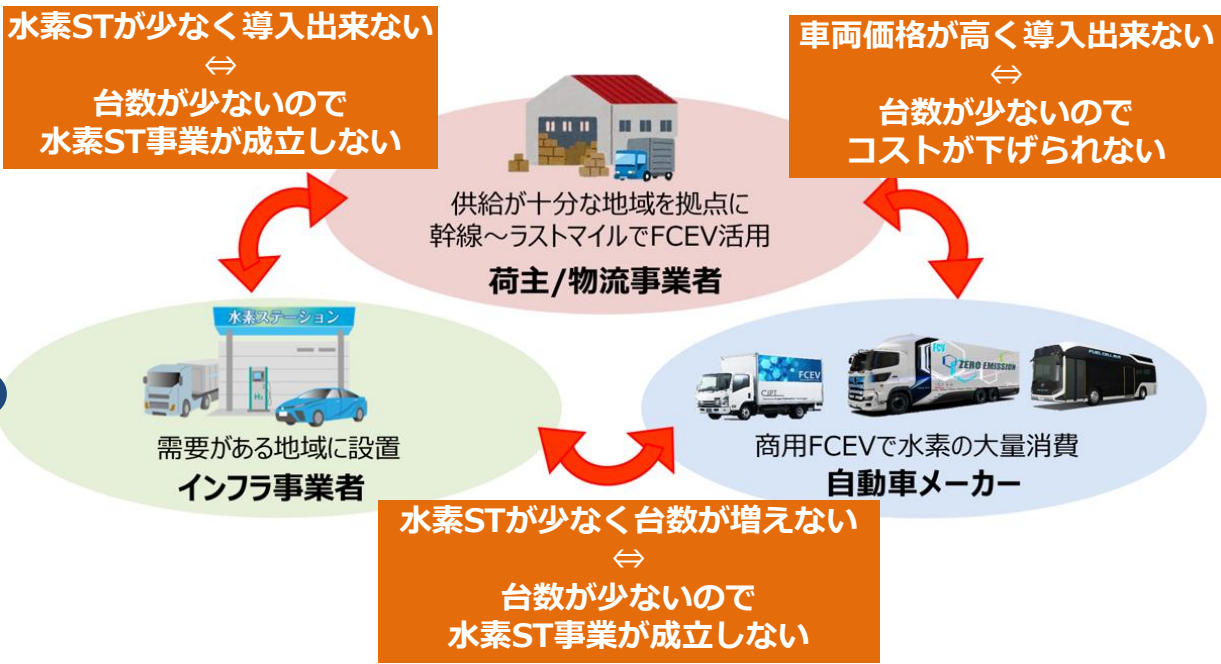 水素STが少なく導入出来ない
⇔
台数が少ないので
水素ST事業が成立しない
車両価格が高く導入出来ない
⇔
台数が少ないので
コストが下げられない
供給が十分な地域を拠点に
幹線～ラストマイルでFCEV活用
荷主/物流事業者
水素ステーション
H₂
需要がある地域に設置
インフラ事業者
FCEV
CJPT
FCV
ZERO EMISSION
FUEL CELL BUS
商用FCEVで水素の大量消費
自動車メーカー
水素STが少なく台数が増えない
⇔
台数が少ないので
水素ST事業が成立しない